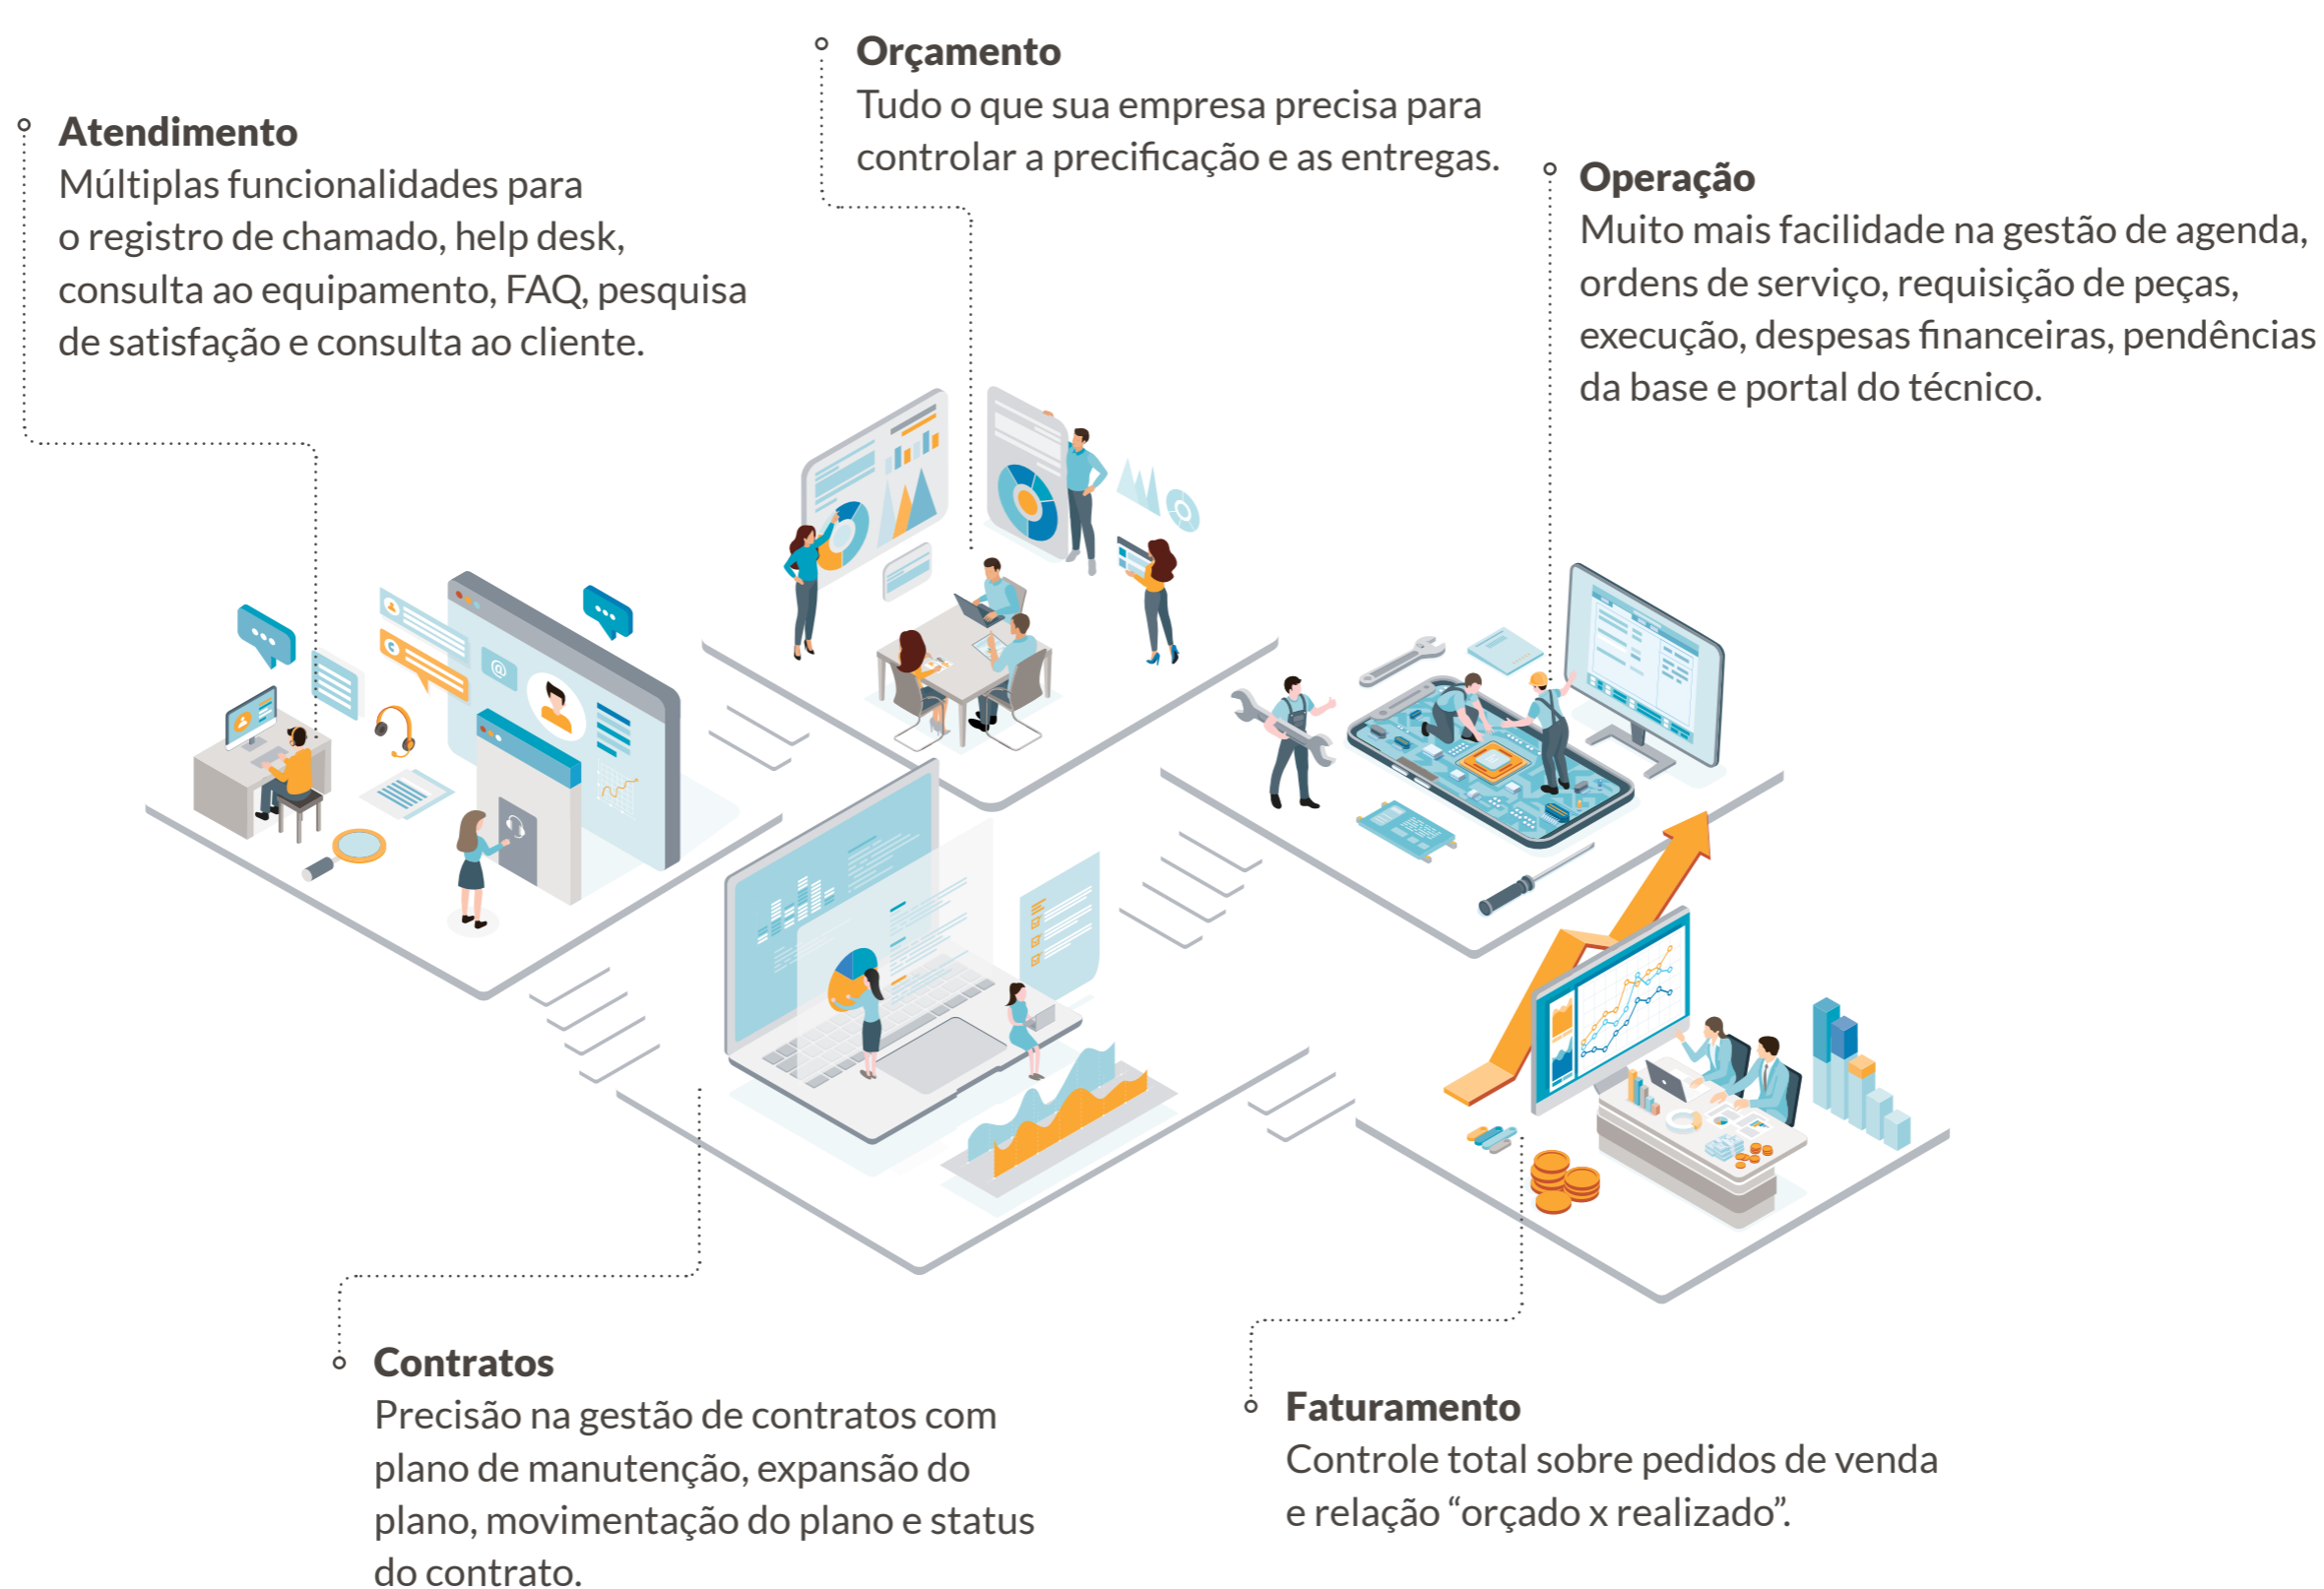 Atendimento
Múltiplas funcionalidades para
o registro de chamado, help desk,
consulta ao equipamento, FAQ, pesquisa
de satisfação e consulta ao cliente.
Orçamento
Tudo o que sua empresa precisa para
controlar a precificação e as entregas.
Operação
Muito mais facilidade na gestão de agenda,
ordens de serviço, requisição de peças,
execução, despesas financeiras, pendências
da base e portal do técnico.
@
Contratos
Precisão na gestão de contratos com
plano de manutenção, expansão do
plano, movimentação do plano e status
do contrato.
Faturamento
Controle total sobre pedidos de venda
e relação “orçado x realizado”.